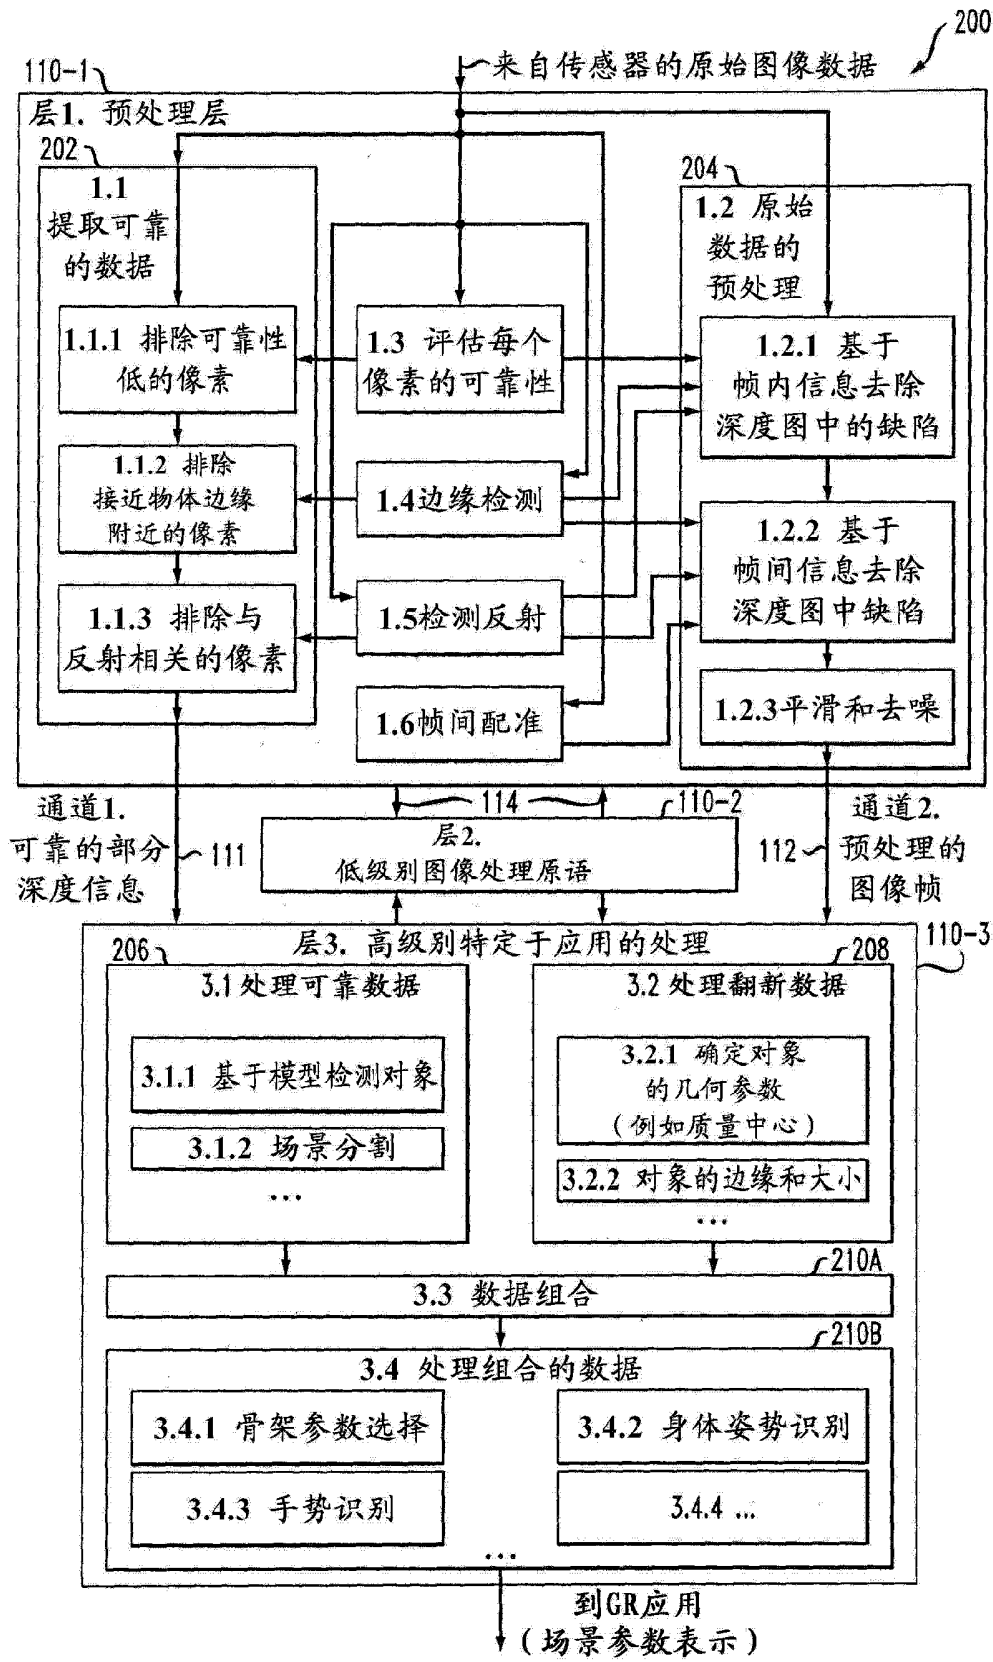 200
来自传感器的原始图像数据
110-1
层1. 预处理层
202
1.1
提取可靠
的数据
204
1.2 原始
数据的
预处理
1.1.1 排除可靠性
低的像素
1.3 评估每个
像素的可靠性
1.2.1 基于
帧内信息去除
深度图中的缺陷
1.1.2 排除
接近物体边缘
附近的像素
1.4边缘检测
1.2.2 基于
帧间信息去除
深度图中缺陷
1.1.3 排除与
反射相关的像素
1.5检测反射
1.6帧间配准
1.2.3平滑和去噪
通道1.
可靠的部分
深度信息
111
114
110-2
层2.
低级别图像处理原语
112
通道2.
预处理的
图像帧
110-3
层3. 高级别特定于应用的处理
206
3.1处理可靠数据
3.1.1 基于模型检测对象
3.1.2 场景分割
...
208
3.2处理翻新数据
3.2.1 确定对象
的几何参数
(例如质量中心)
3.2.2 对象的边缘和大小
...
210A
3.3 数据组合
210B
3.4 处理组合的数据
3.4.1 骨架参数选择
3.4.2 身体姿势识别
3.4.3 手势识别
3.4.4 ...
...
到GR应用
(场景参数表示)